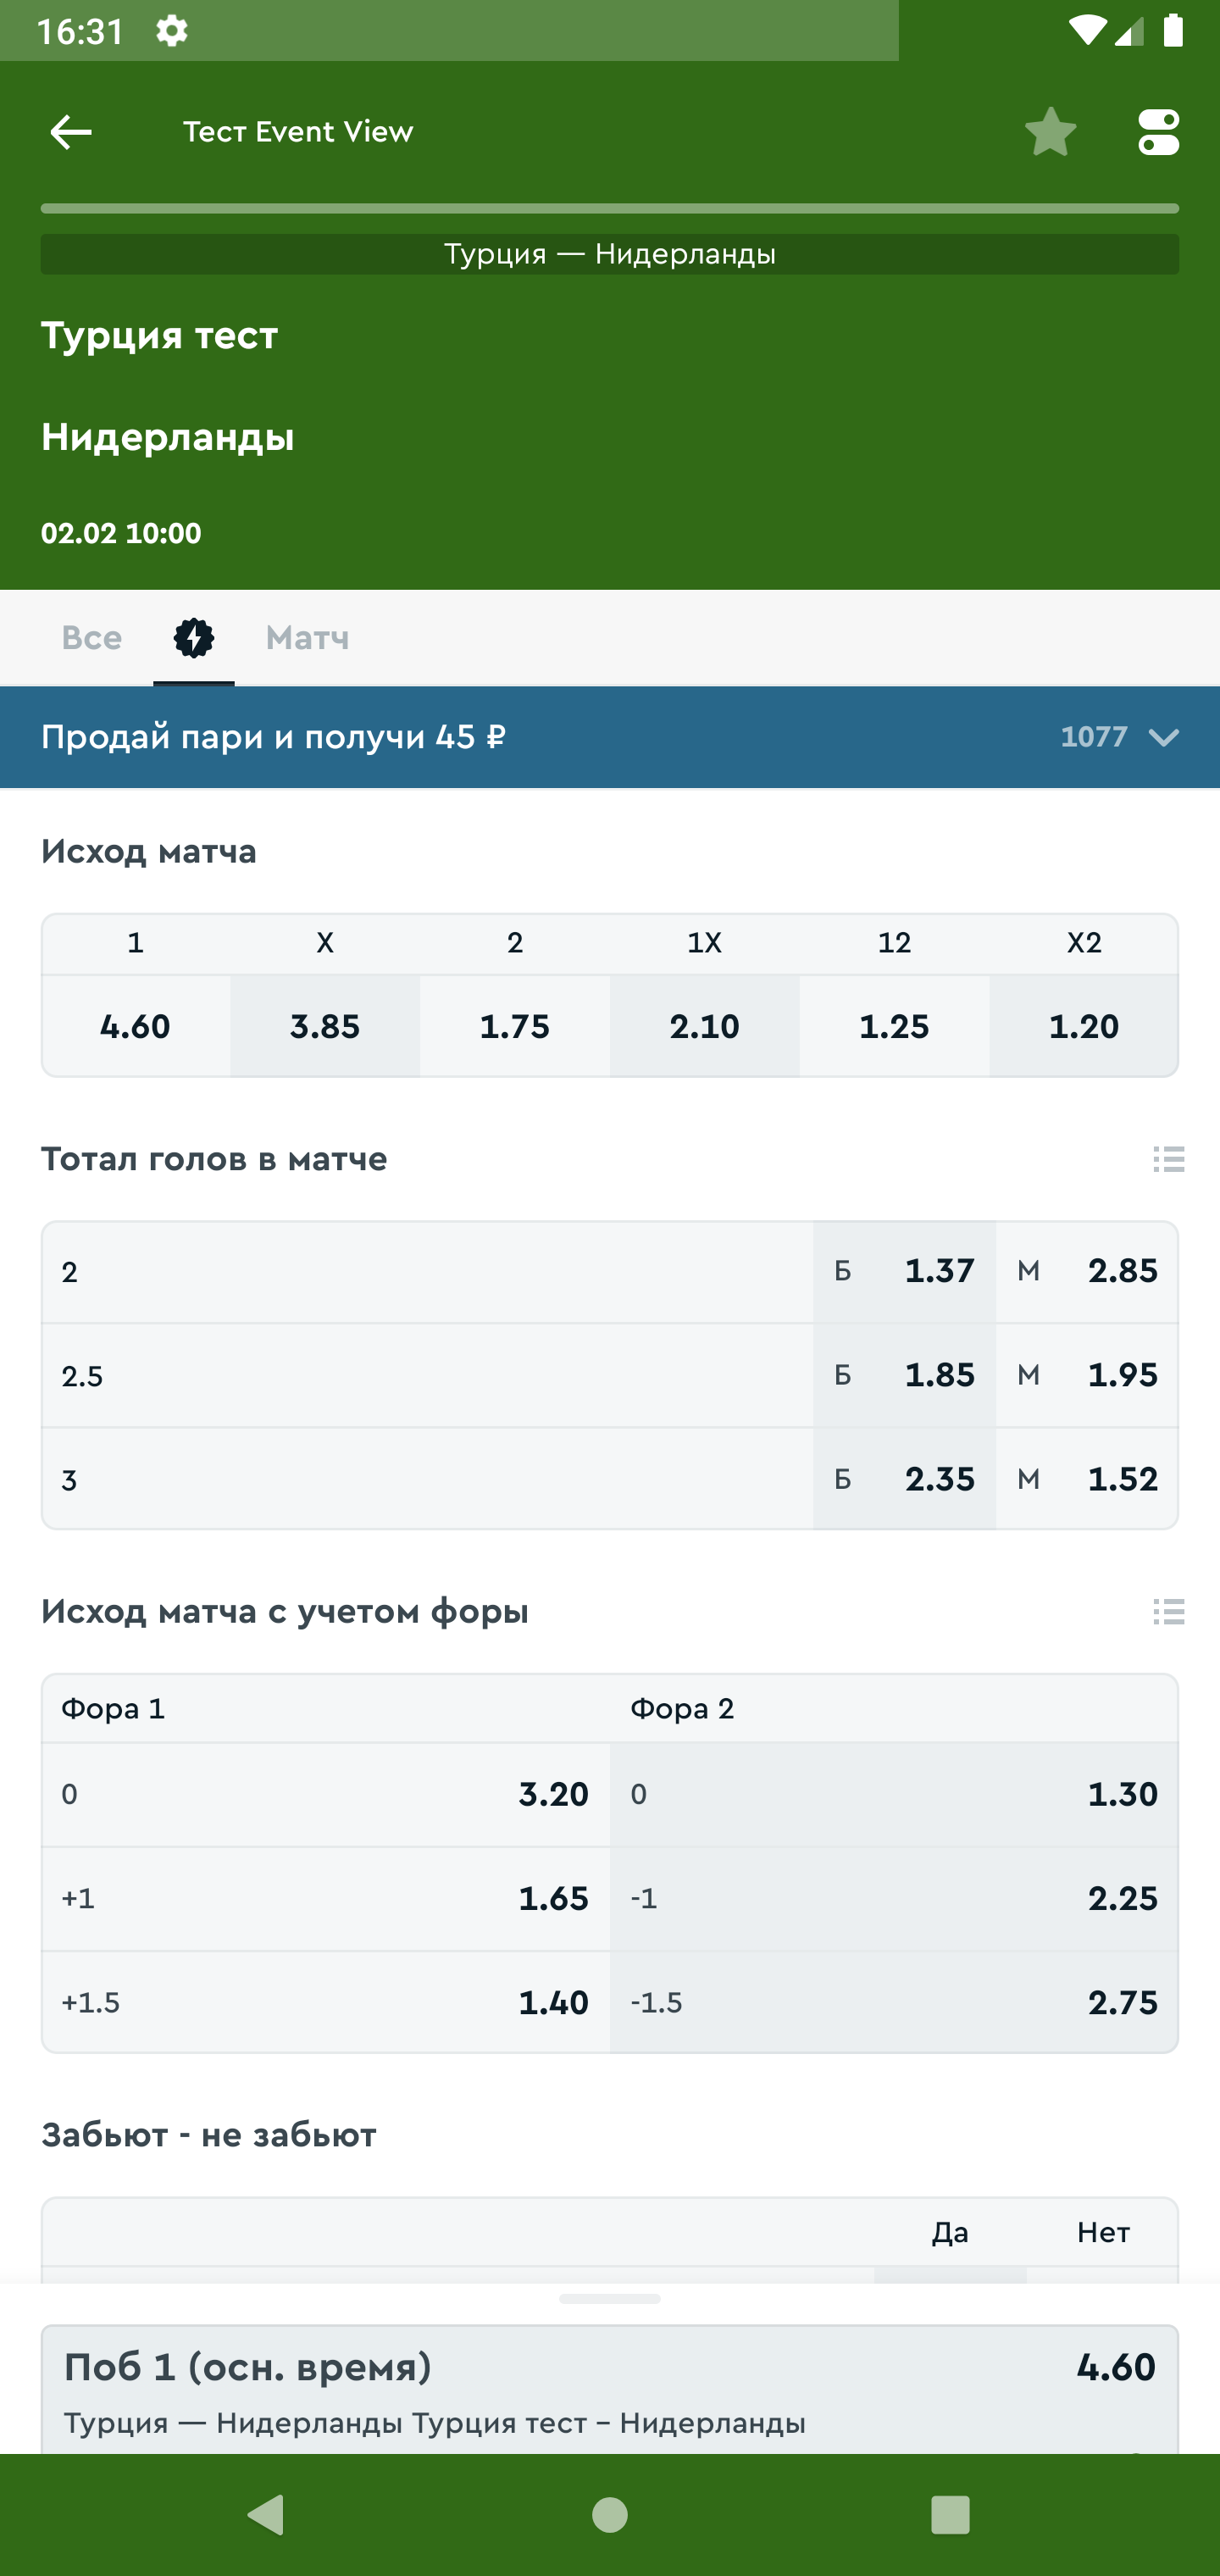 16:31
Тест Event View
Турция — Нидерланды
Турция тест
Нидерланды
02.02 10:00
Все Матч
Продай пари и получи 45 ₽ 1077
Исход матча
1 X 2 1X 12 X2
4.60 3.85 1.75 2.10 1.25 1.20
Тотал голов в матче
2 Б 1.37 М 2.85
2.5 Б 1.85 М 1.95
3 Б 2.35 М 1.52
Исход матча с учетом форы
Фора 1 Фора 2
0 3.20 0 1.30
+1 1.65 -1 2.25
+1.5 1.40 -1.5 2.75
Забьют - не забьют
Да Нет
Поб 1 (осн. время) 4.60
Турция — Нидерланды Турция тест – Нидерланды